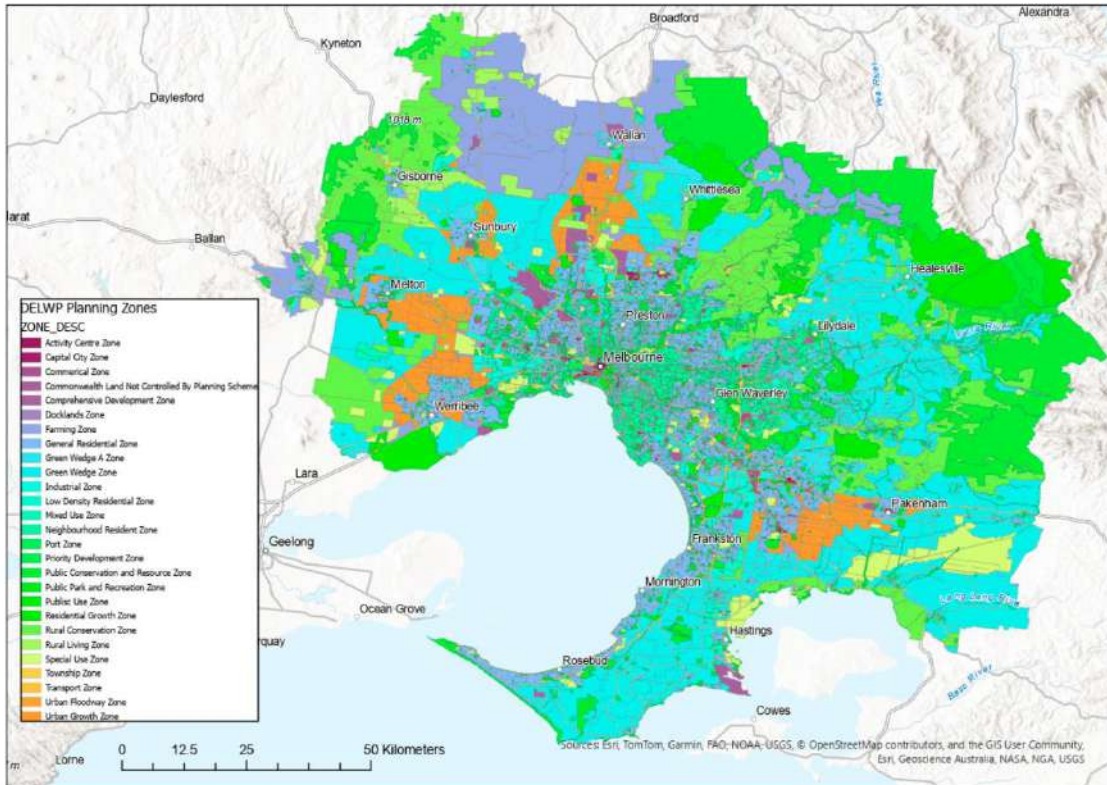 Broadford
Alexandra
Kyneton
Daylesford
1018 m
Wallan
Gisborne
Whittlesea
larat
Ballan
Sunbury
Healesville
Melton
Preston
Lilydale
Yarra River
Melbourne
Glen Waverley
Werribee
Lara
Pakenham
Geelong
Frankston
Mornington
Ocean Grove
Hastings
rquay
Rosebud
Bass River
Cowes
Lorne
DELWP Planning Zones
ZONE_DESC
Activity Centre Zone
Capital City Zone
Commerical Zone
Commonwealth Land Not Controlled By Planning Scheme
Comprehensive Development Zone
Docklands Zone
Farming Zone
General Residential Zone
Green Wedge A Zone
Green Wedge Zone
Industrial Zone
Low Density Residential Zone
Mixed Use Zone
Neighbourhood Resident Zone
Port Zone
Priority Development Zone
Public Conservation and Resource Zone
Public Park and Recreation Zone
Publisc Use Zone
Residential Growth Zone
Rural Conservation Zone
Rural Living Zone
Special Use Zone
Township Zone
Transport Zone
Urban Floodway Zone
Urban Growth Zone
0 12.5 25 50 Kilometers
Sources: Esri, TomTom, Garmin, FAO, NOAA, USGS, © OpenStreetMap contributors, and the GIS User Community,
Esri, Geoscience Australia, NASA, NGA, USGS